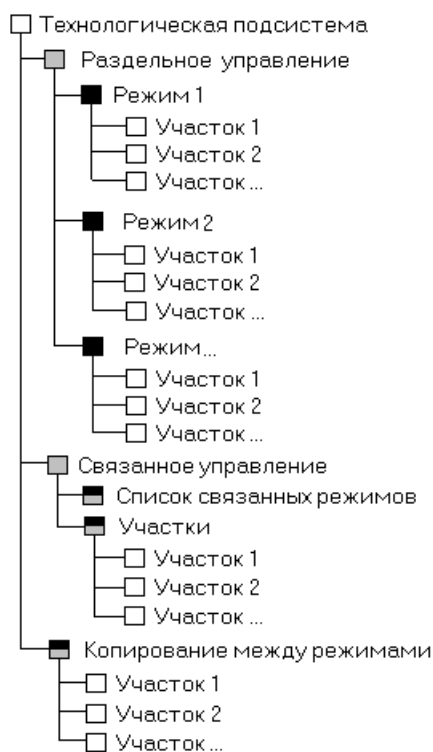 Технологическая подсистема
Раздельное управление
Режим 1
Участок 1
Участок 2
Участок ...
Режим 2
Участок 1
Участок 2
Участок ...
Режим...
Участок 1
Участок 2
Участок ...
Связанное управление
Список связанных режимов
Участки
Участок 1
Участок 2
Участок ...
Копирование между режимами
Участок 1
Участок 2
Участок ...